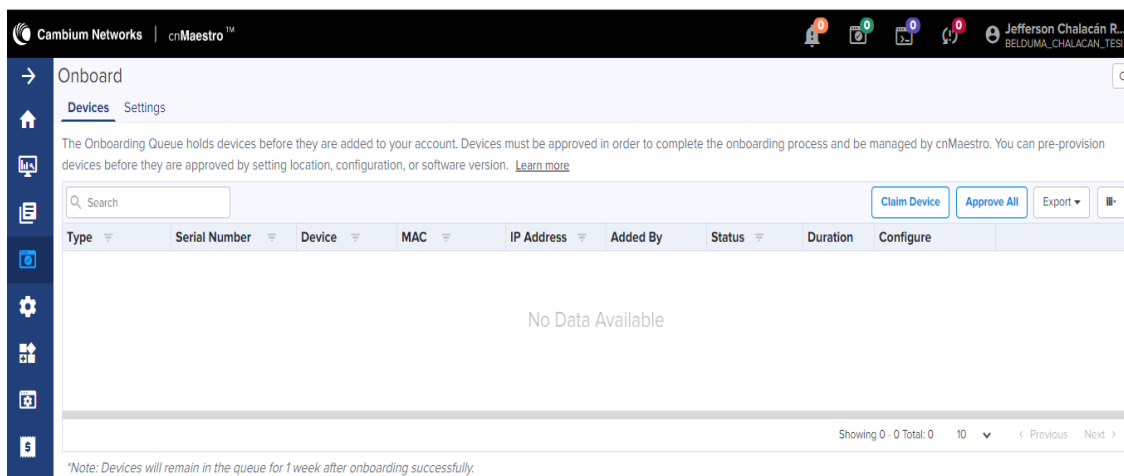 Cambium Networks | cnMaestro™
0 0 0 0 Jefferson Chalacán R...
BELDUMA_CHALACAN_TESI
Onboard
Devices Settings
The Onboarding Queue holds devices before they are added to your account. Devices must be approved in order to complete the onboarding process and be managed by cnMaestro. You can pre-provision
devices before they are approved by setting location, configuration, or software version. Learn more
Search Claim Device Approve All Export
Type Serial Number Device MAC IP Address Added By Status Duration Configure
No Data Available
Showing 0 - 0 Total: 0 10 < Previous Next >
*Note: Devices will remain in the queue for 1 week after onboarding successfully.